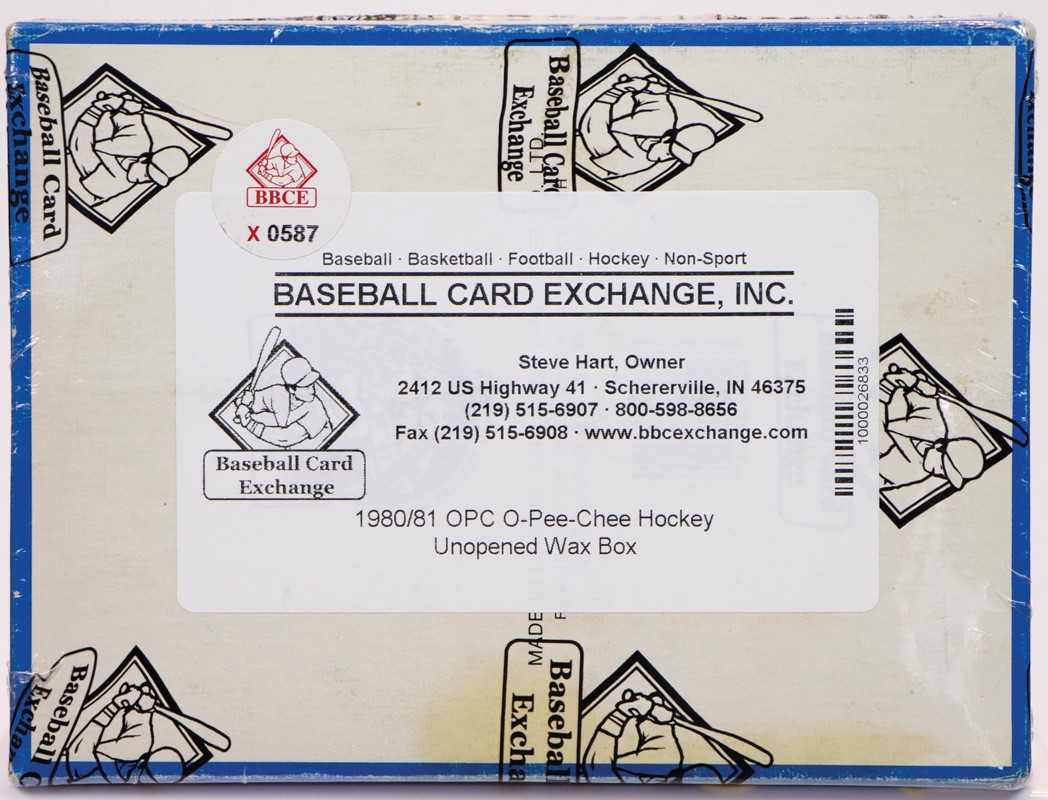 Baseball Card
Exchange
Baseball Card
Exchange
BBCE
X 0587
Baseball · Basketball · Football · Hockey · Non-Sport
BASEBALL CARD EXCHANGE, INC.
Steve Hart, Owner
2412 US Highway 41 · Schererville, IN 46375
(219) 515-6907 · 800-598-8656
Fax (219) 515-6908 · www.bbcexchange.com
1000026833
Baseball Card
Exchange
1980/81 OPC O-Pee-Chee Hockey
Unopened Wax Box
MADE
F
Baseball C
Exchan
Baseball
Excha